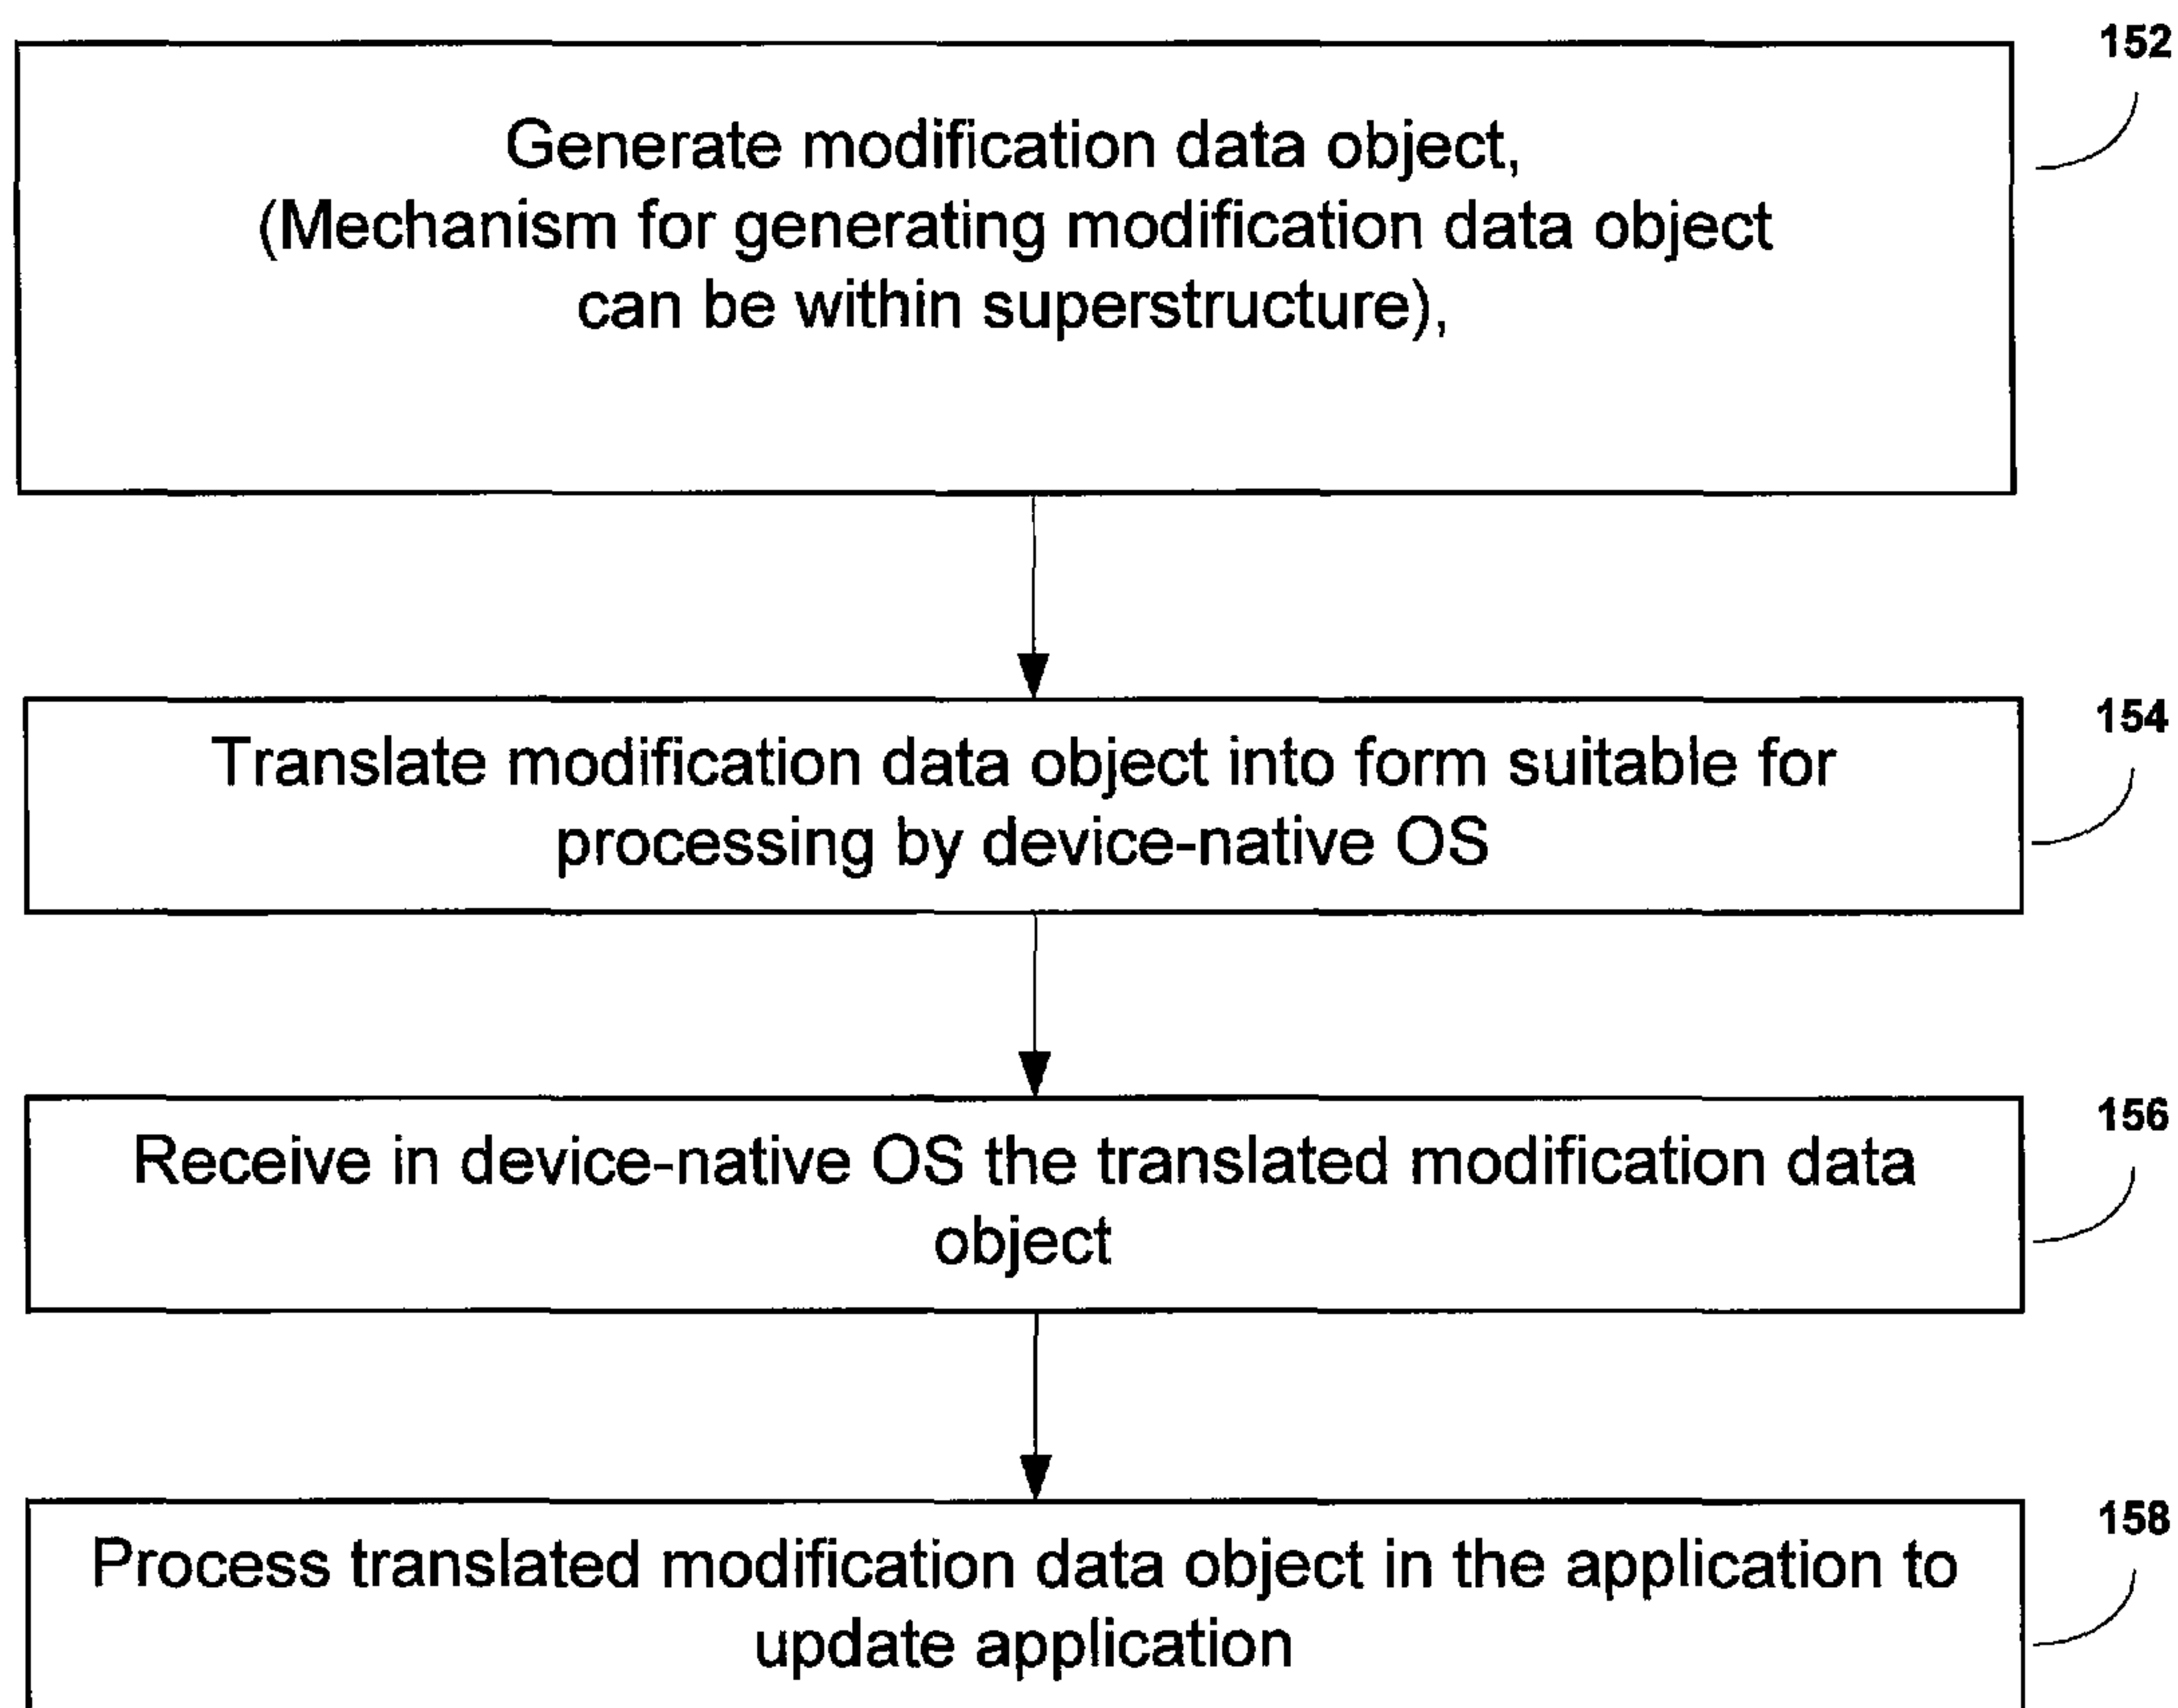 152
Generate modification data object,
(Mechanism for generating modification data object
can be within superstructure),
154
Translate modification data object into form suitable for
processing by device-native OS
156
Receive in device-native OS the translated modification data
object
158
Process translated modification data object in the application to
update application